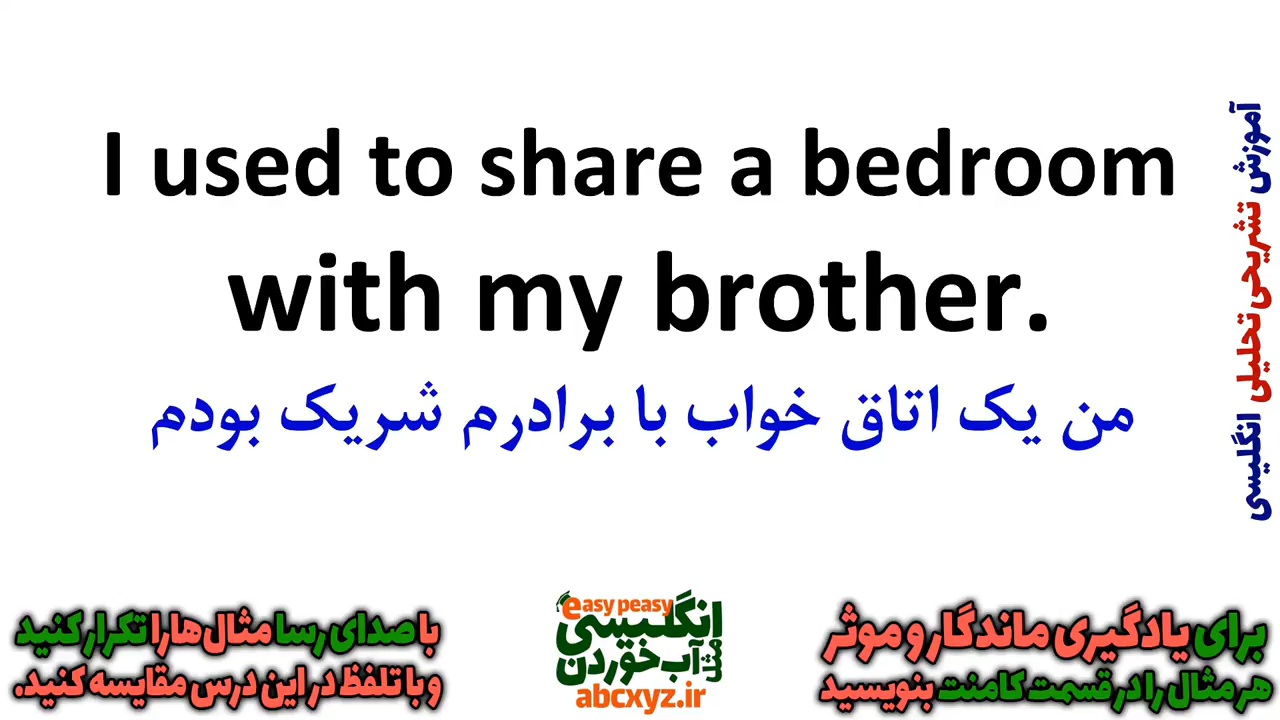 I used to share a bedroom
with my brother.
من یک اتاق خواب با برادرم شریک بودم
آموزش تشریحی تحلیلی انگلیسی
برای یادگیری ماندگار و موثر
هر مثال را در قسمت کامنت بنویسید
easy peasy
انگلیسی
مثل آب خوردن
abcxyz.ir
با صدای رسا مثال‌ها را تکرار کنید
و با تلفظ در این درس مقایسه کنید.